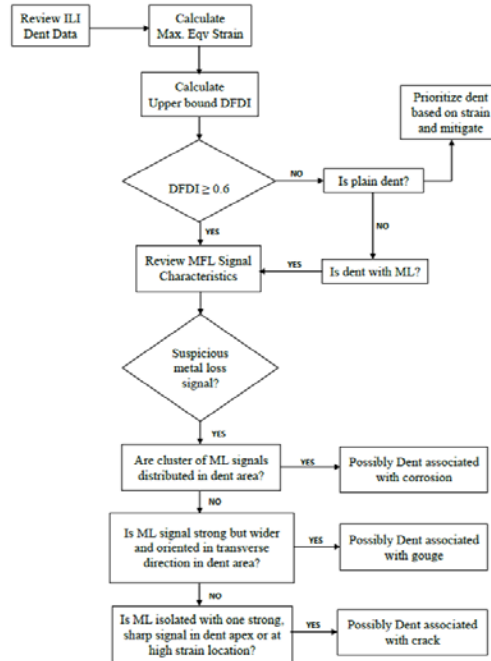 Review ILI
Dent Data
Calculate
Max. Eqv Strain
Calculate
Upper bound DFDI
Prioritize dent
based on strain
and mitigate
DFDI ≥ 0.6
NO
Is plain dent?
YES
NO
Review MFL Signal
Characteristics
YES
Is dent with ML?
Suspicious
metal loss
signal?
YES
Are cluster of ML signals
distributed in dent area?
YES
Possibly Dent associated
with corrosion
NO
Is ML signal strong but wider
and oriented in transverse
direction in dent area?
YES
Possibly Dent associated
with gouge
NO
Is ML isolated with one strong,
sharp signal in dent apex or at
high strain location?
YES
Possibly Dent associated
with crack